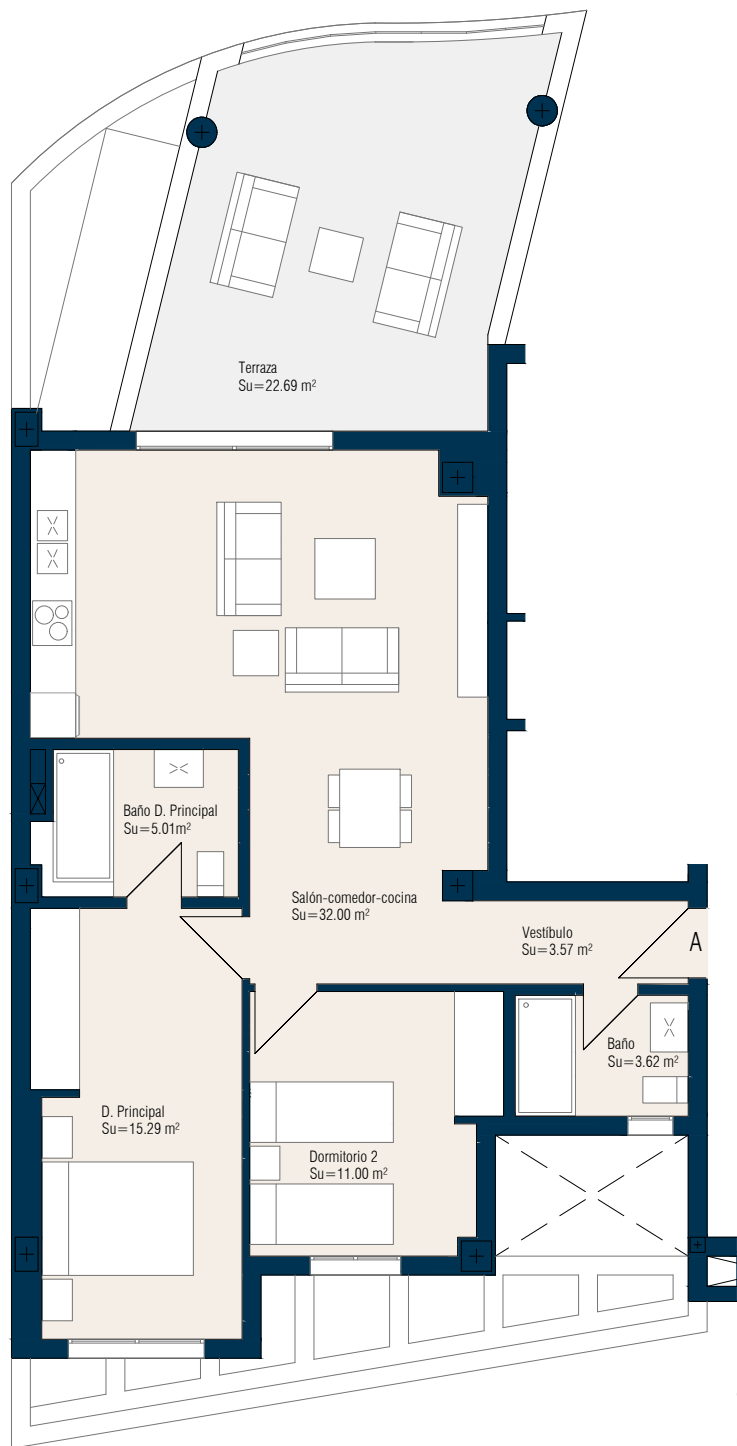 Terraza
Su=22.69 m²
Baño D. Principal
Su=5.01m²
Salón-comedor-cocina
Su=32.00 m²
Vestíbulo
Su=3.57 m²
A
Baño
Su=3.62 m²
D. Principal
Su=15.29 m²
Dormitorio 2
Su=11.00 m²